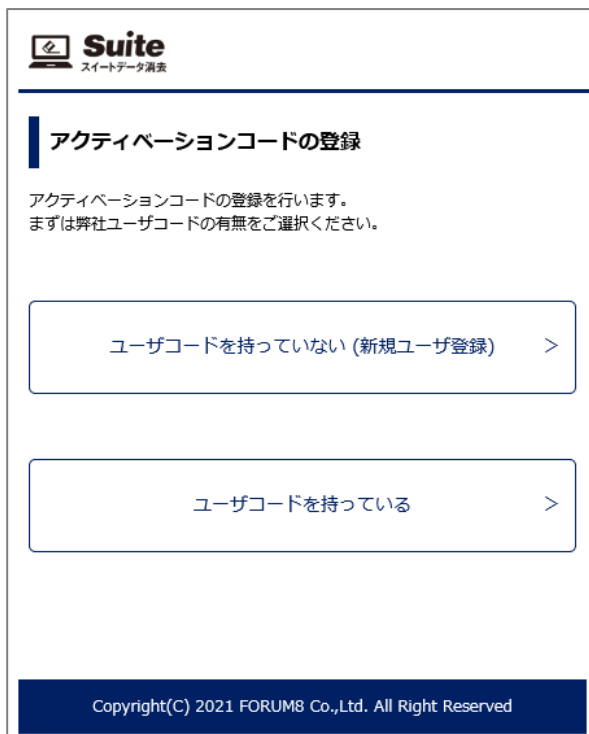 Suite
スイートデータ消去
アクティベーションコードの登録
アクティベーションコードの登録を行います。
まずは弊社ユーザコードの有無をご選択ください。
ユーザコードを持っていない (新規ユーザ登録) >
ユーザコードを持っている >
Copyright(C) 2021 FORUM8 Co.,Ltd. All Right Reserved